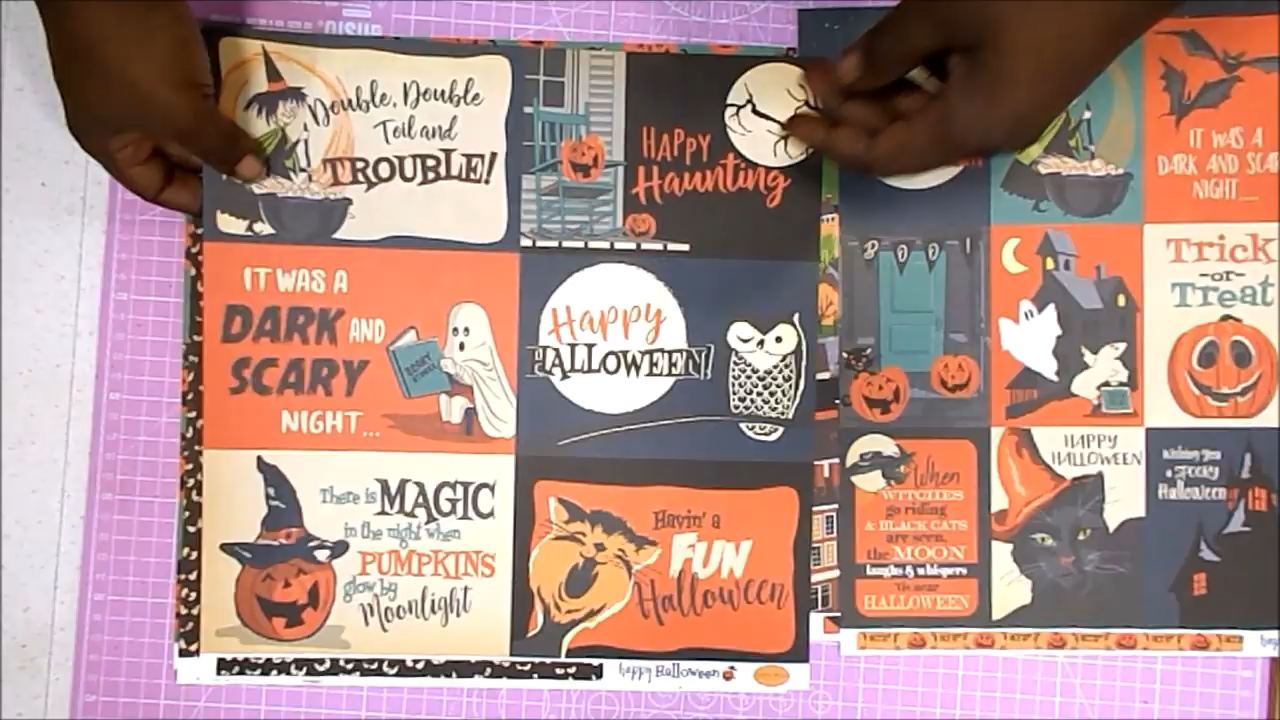 Double, Double
Toil and
TROUBLE!
HAPPY
Haunting
IT WAS A
DARK AND
SCARY
NIGHT...
Happy
HALLOWEEN!
There is MAGIC
in the night when
PUMPKINS
glow by
Moonlight
Havin' a
FUN
Halloween
happy Halloween
IT WAS A
DARK AND SCA
NIGHT....
BOO!
Trick
-or-
Treat
When
WITCHES
go riding
& BLACK CATS
are seen,
the MOON
laughs & whispers
'tis near
HALLOWEEN
HAPPY
HALLOWEEN
Wishing you
a SPOOKY
Halloween